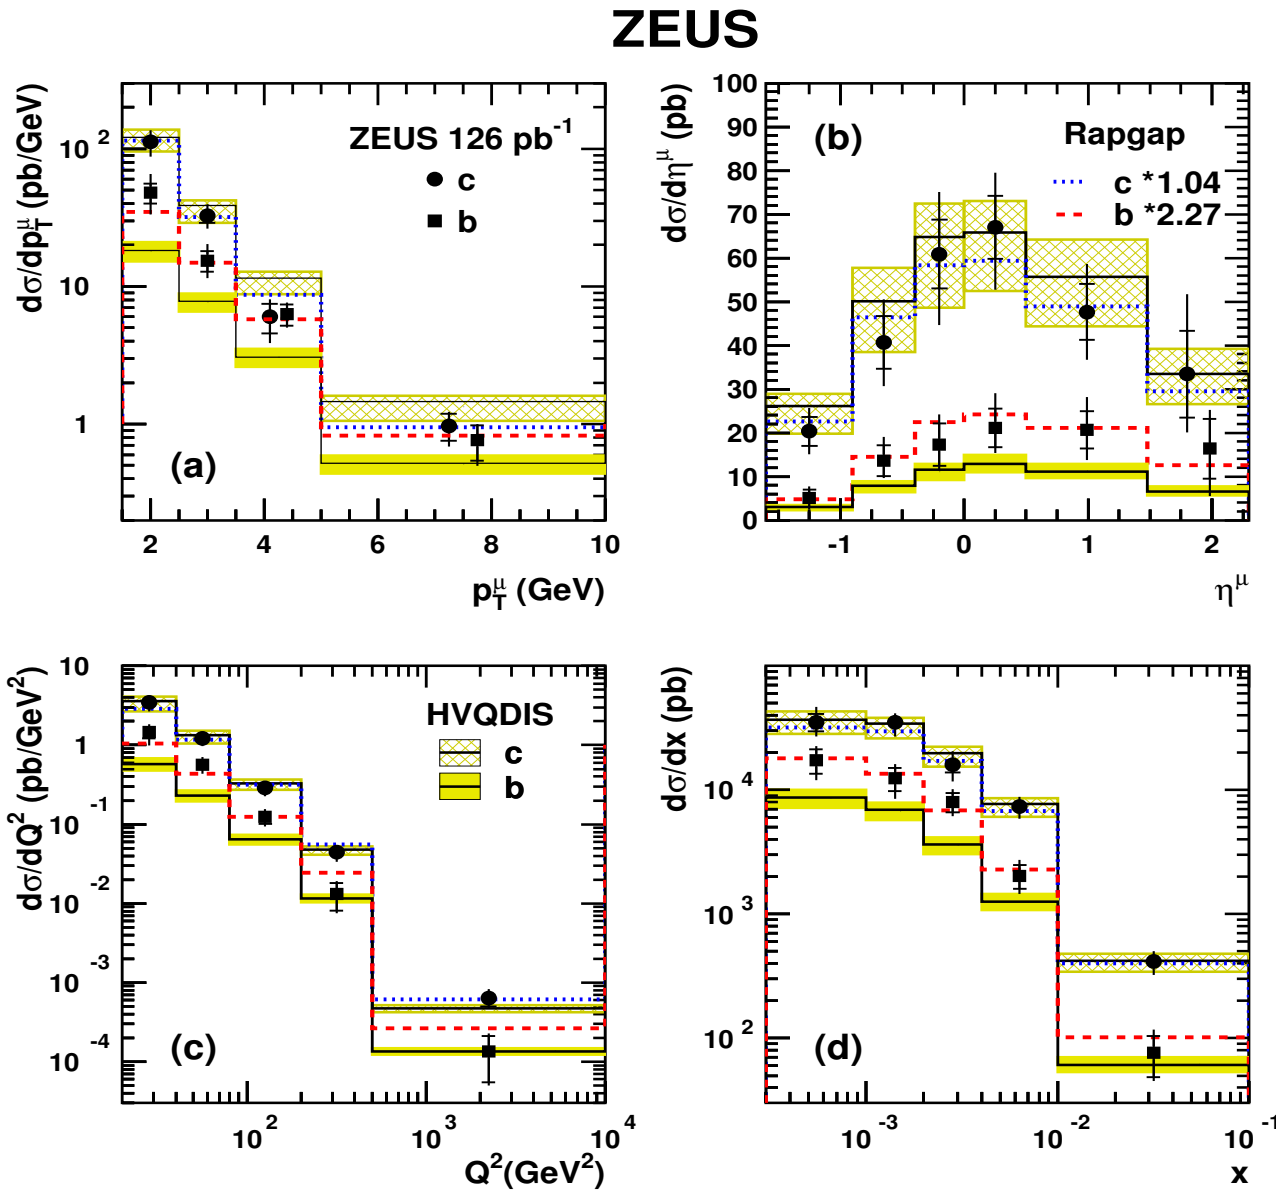 ZEUS
dσ/dp_T^μ (pb/GeV)
10^2
10
1
ZEUS 126 pb^-1
c
b
(a)
2 4 6 8 10
p_T^μ (GeV)
dσ/dη^μ (pb)
100
90
80
70
60
50
40
30
20
10
0
(b)
Rapgap
c *1.04
b *2.27
-1 0 1 2
η^μ
dσ/dQ^2 (pb/GeV^2)
10
1
10^-1
10^-2
10^-3
10^-4
HVQDIS
c
b
(c)
10^2 10^3 10^4
Q^2(GeV^2)
dσ/dx (pb)
10^4
10^3
10^2
(d)
10^-3 10^-2 10^-1
x